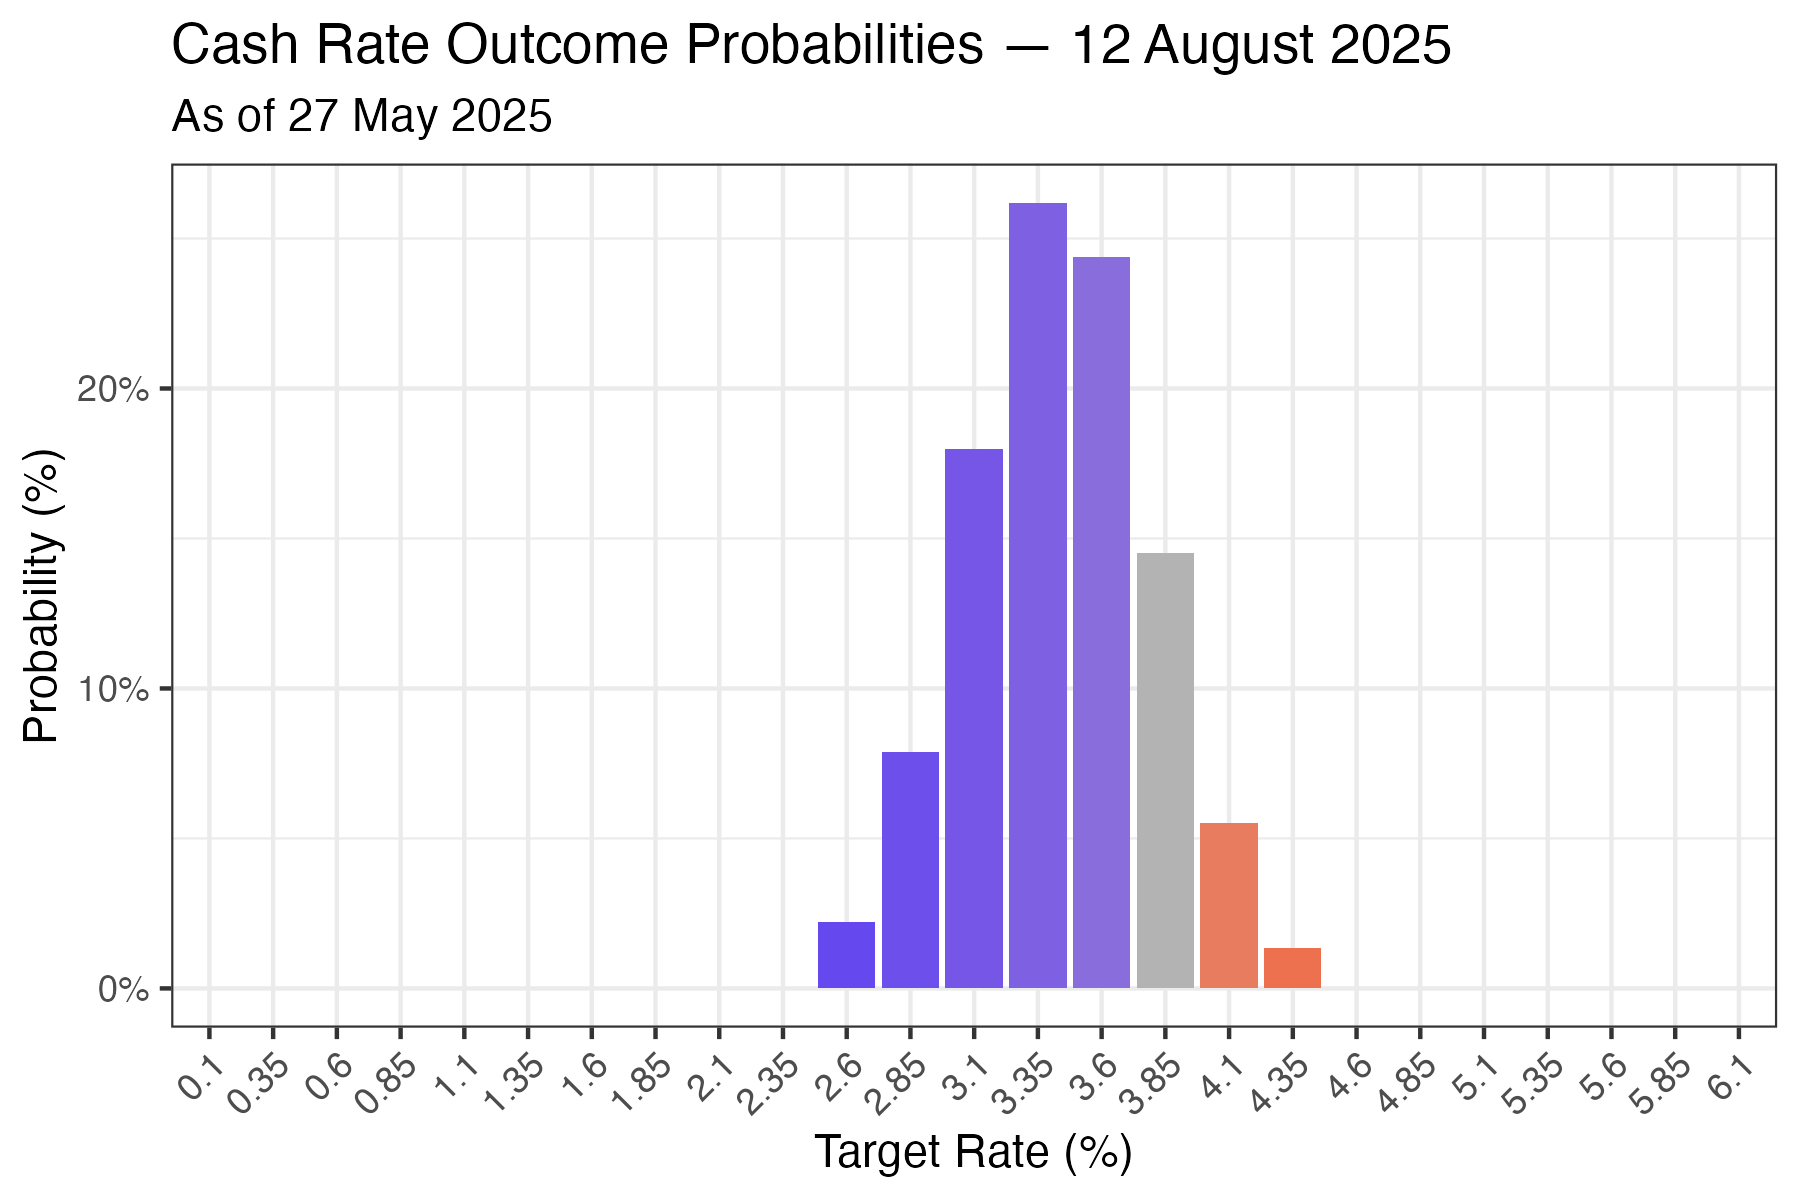 Cash Rate Outcome Probabilities — 12 August 2025
As of 27 May 2025
Probability (%)
20%
10%
0%
0.1 0.35 0.6 0.85 1.1 1.35 1.6 1.85 2.1 2.35 2.6 2.85 3.1 3.35 3.6 3.85 4.1 4.35 4.6 4.85 5.1 5.35 5.6 5.85 6.1
Target Rate (%)